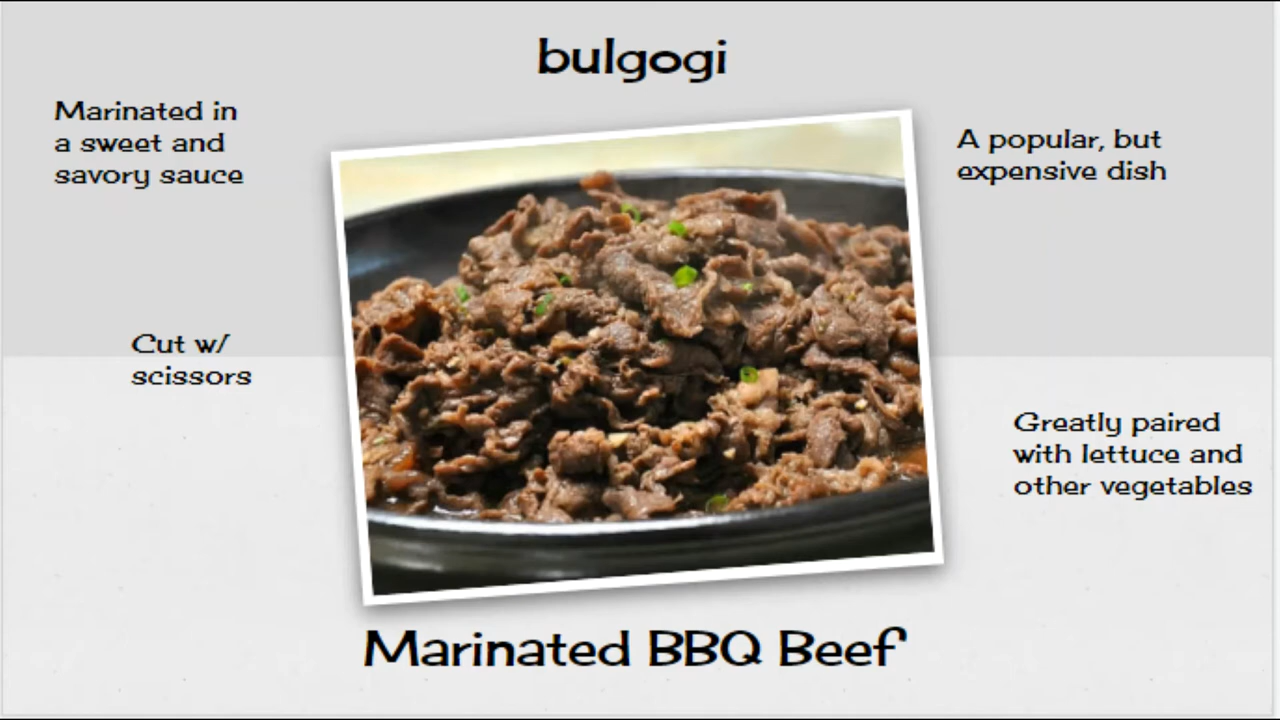 bulgogi
Marinated in
a sweet and
savory sauce
A popular, but
expensive dish
Cut w/
scissors
Greatly paired
with lettuce and
other vegetables
Marinated BBQ Beef